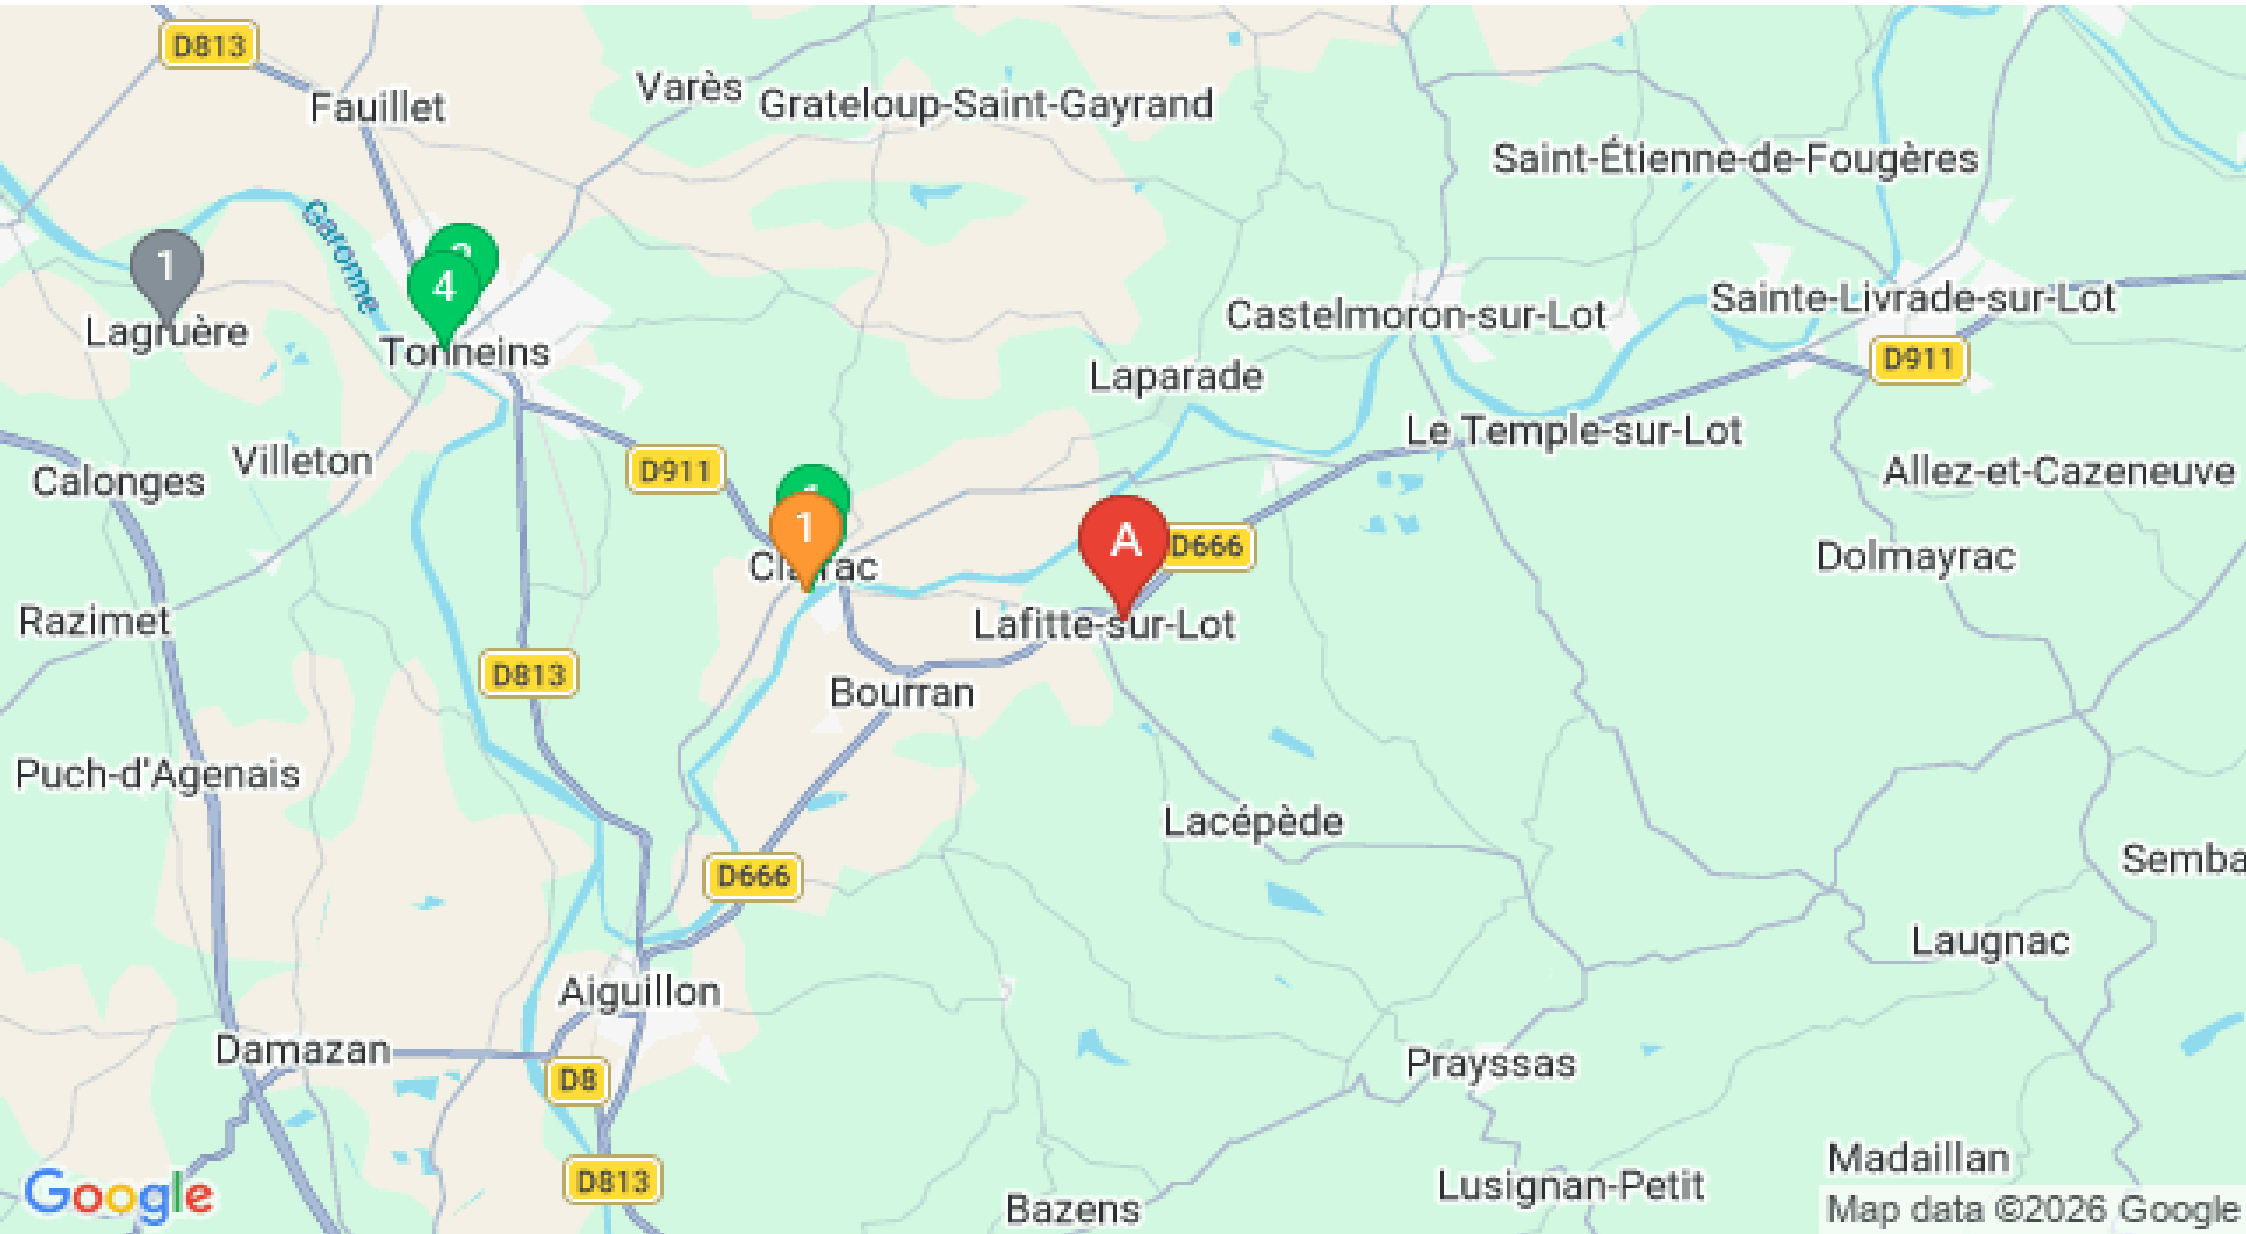 D813
Fauillet
Varès
Grateloup-Saint-Gayrand
Saint-Étienne-de-Fougères
Garonne
1
4
Lagruère
Tonneins
Castelmoron-sur-Lot
Sainte-Livrade-sur-Lot
D911
Laparade
Le Temple-sur-Lot
Villeton
Calonges
D911
Allez-et-Cazeneuve
1
A
D666
Dolmayrac
Clairac
Razimet
Lafitte-sur-Lot
D813
Bourran
Puch-d'Agenais
Lacépède
Semba
D666
Laugnac
Aiguillon
Damazan
D8
Prayssas
Madaillan
D813
Lusignan-Petit
Google
Bazens
Map data ©2026 Google